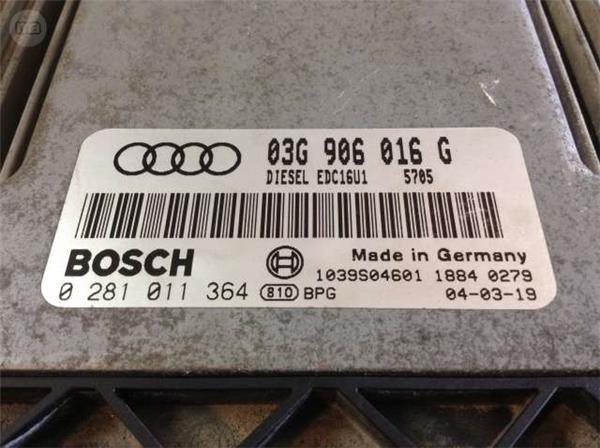 03G 906 016 G
DIESEL EDC16U1 5705
BOSCH
Made in Germany
1039S04601 1884 0279
0 281 011 364 810 BPG 04-03-19